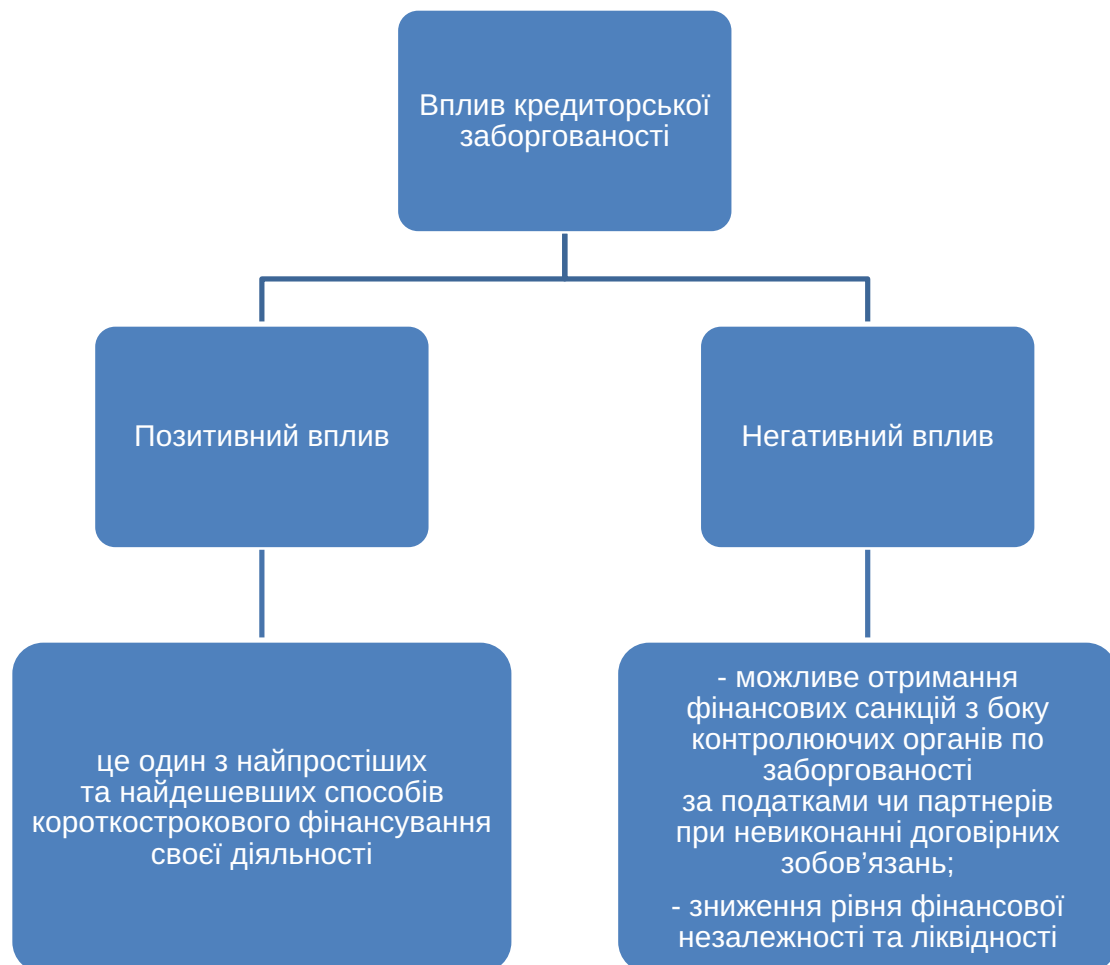 Вплив кредиторської
заборгованості
Позитивний вплив
Негативний вплив
це один з найпростіших
та найдешевших способів
короткострокового фінансування
своєї діяльності
- можливе отримання
фінансових санкцій з боку
контролюючих органів по
заборгованості
за податками чи партнерів
при невиконанні договірних
зобов’язань;
- зниження рівня фінансової
незалежності та ліквідності